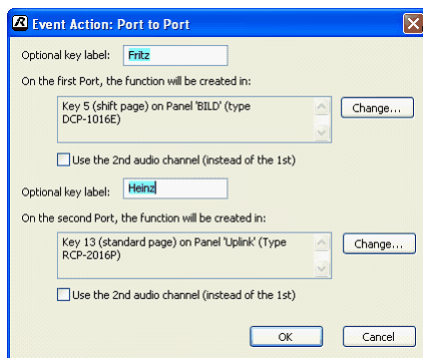 Event Action: Port to Port
Optional key label: Fritz
On the first Port, the function will be created in:
Key 5 (shift page) on Panel 'BILD' (type
DCP-1016E)
Change...
Use the 2nd audio channel (instead of the 1st)
Optional key label: Heinz
On the second Port, the function will be created in:
Key 13 (standard page) on Panel 'Uplink' (Type
RCP-2016P)
Change...
Use the 2nd audio channel (instead of the 1st)
OK Cancel